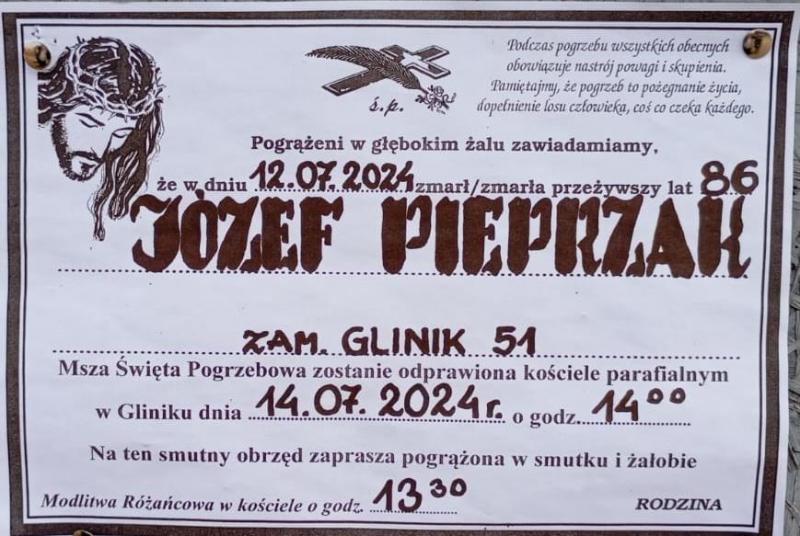 Podczas pogrzebu wszystkich obecnych
obowiązuje nastrój powagi i skupienia.
Pamiętajmy, że pogrzeb to pożegnanie życia,
dopełnienie losu człowieka, coś co czeka każdego.
ś.p.
Pogrążeni w głębokim żalu zawiadamiamy,
że w dniu 12.07.2024 zmarł/zmarła przeżywszy lat 86
JÓZEF PIEPRZAK
ZAM. GLINIK 51
Msza Święta Pogrzebowa zostanie odprawiona kościele parafialnym
w Gliniku dnia 14.07.2024 r. o godz. 14⁰⁰
Na ten smutny obrzęd zaprasza pogrążona w smutku i żałobie
Modlitwa Różańcowa w kościele o godz. 13³⁰
RODZINA